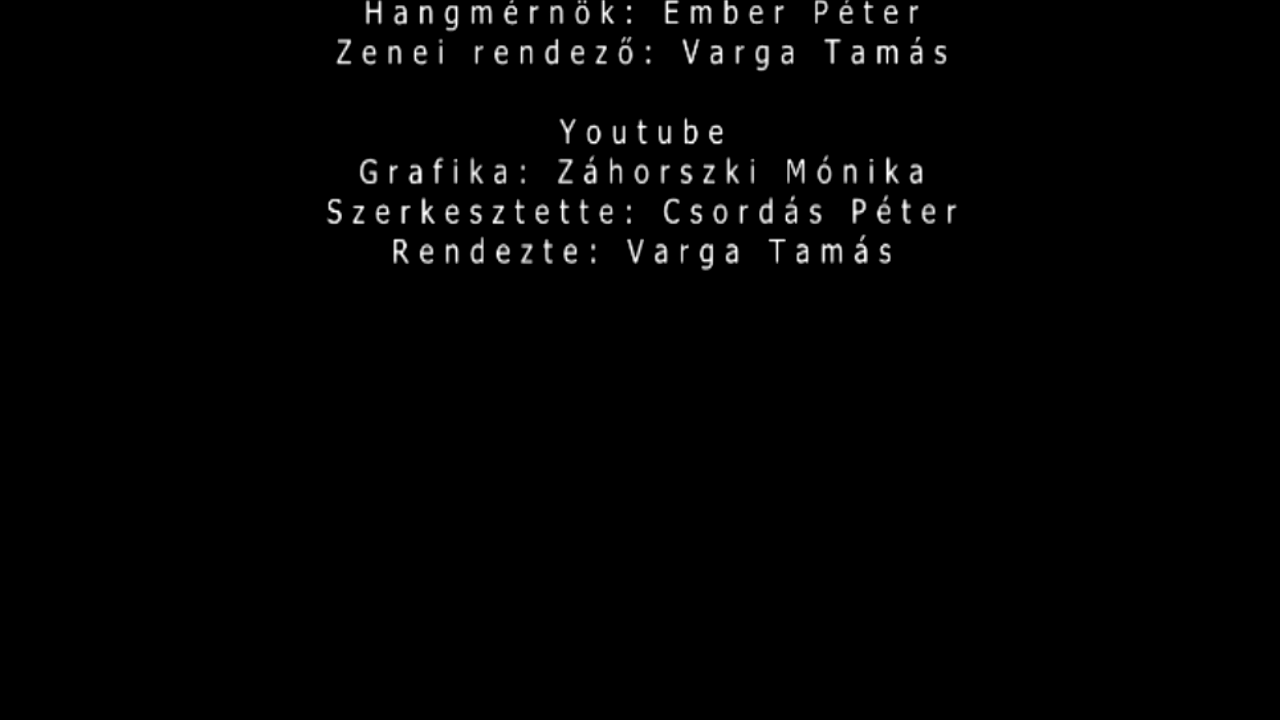 Hangmérnök: Ember Péter
Zenei rendező: Varga Tamás
Youtube
Grafika: Záhorszki Mónika
Szerkesztette: Csordás Péter
Rendezte: Varga Tamás